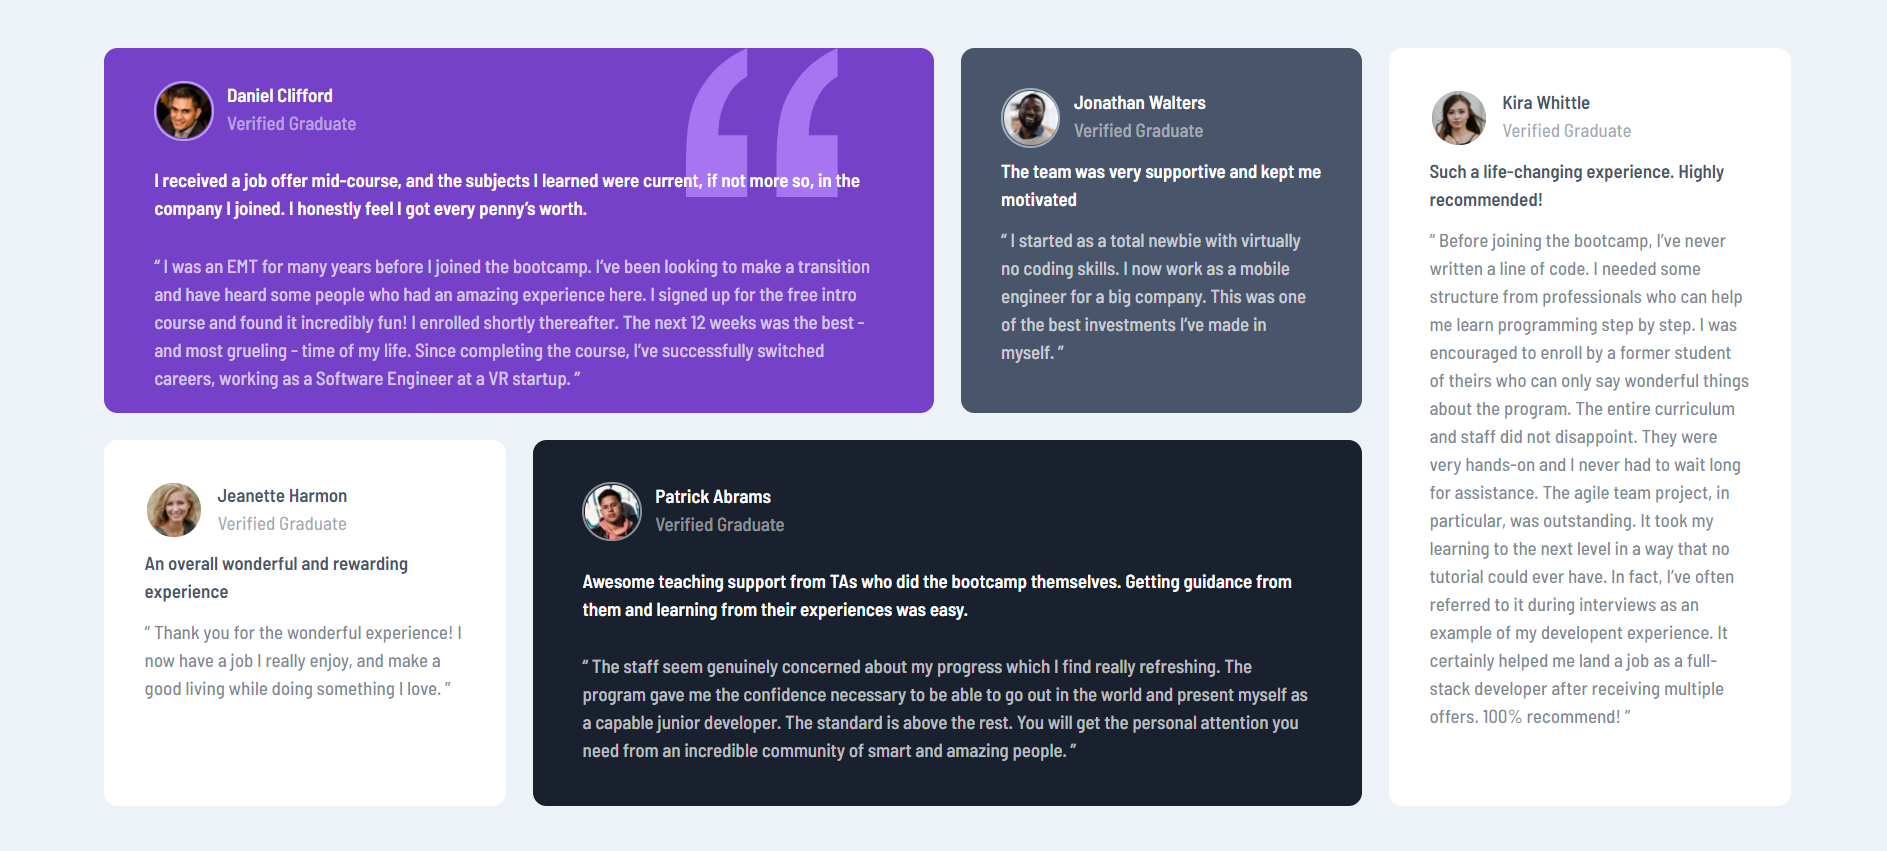 Daniel Clifford
Verified Graduate
I received a job offer mid-course, and the subjects I learned were current, if not more so, in the
company I joined. I honestly feel I got every penny’s worth.
“ I was an EMT for many years before I joined the bootcamp. I’ve been looking to make a transition
and have heard some people who had an amazing experience here. I signed up for the free intro
course and found it incredibly fun! I enrolled shortly thereafter. The next 12 weeks was the best -
and most grueling - time of my life. Since completing the course, I’ve successfully switched
careers, working as a Software Engineer at a VR startup. ”
Jonathan Walters
Verified Graduate
The team was very supportive and kept me
motivated
“ I started as a total newbie with virtually
no coding skills. I now work as a mobile
engineer for a big company. This was one
of the best investments I’ve made in
myself. ”
Kira Whittle
Verified Graduate
Such a life-changing experience. Highly
recommended!
“ Before joining the bootcamp, I’ve never
written a line of code. I needed some
structure from professionals who can help
me learn programming step by step. I was
encouraged to enroll by a former student
of theirs who can only say wonderful things
about the program. The entire curriculum
and staff did not disappoint. They were
very hands-on and I never had to wait long
for assistance. The agile team project, in
particular, was outstanding. It took my
learning to the next level in a way that no
tutorial could ever have. In fact, I’ve often
referred to it during interviews as an
example of my developent experience. It
certainly helped me land a job as a full-
stack developer after receiving multiple
offers. 100% recommend! ”
Jeanette Harmon
Verified Graduate
An overall wonderful and rewarding
experience
“ Thank you for the wonderful experience! I
now have a job I really enjoy, and make a
good living while doing something I love. ”
Patrick Abrams
Verified Graduate
Awesome teaching support from TAs who did the bootcamp themselves. Getting guidance from
them and learning from their experiences was easy.
“ The staff seem genuinely concerned about my progress which I find really refreshing. The
program gave me the confidence necessary to be able to go out in the world and present myself as
a capable junior developer. The standard is above the rest. You will get the personal attention you
need from an incredible community of smart and amazing people. ”